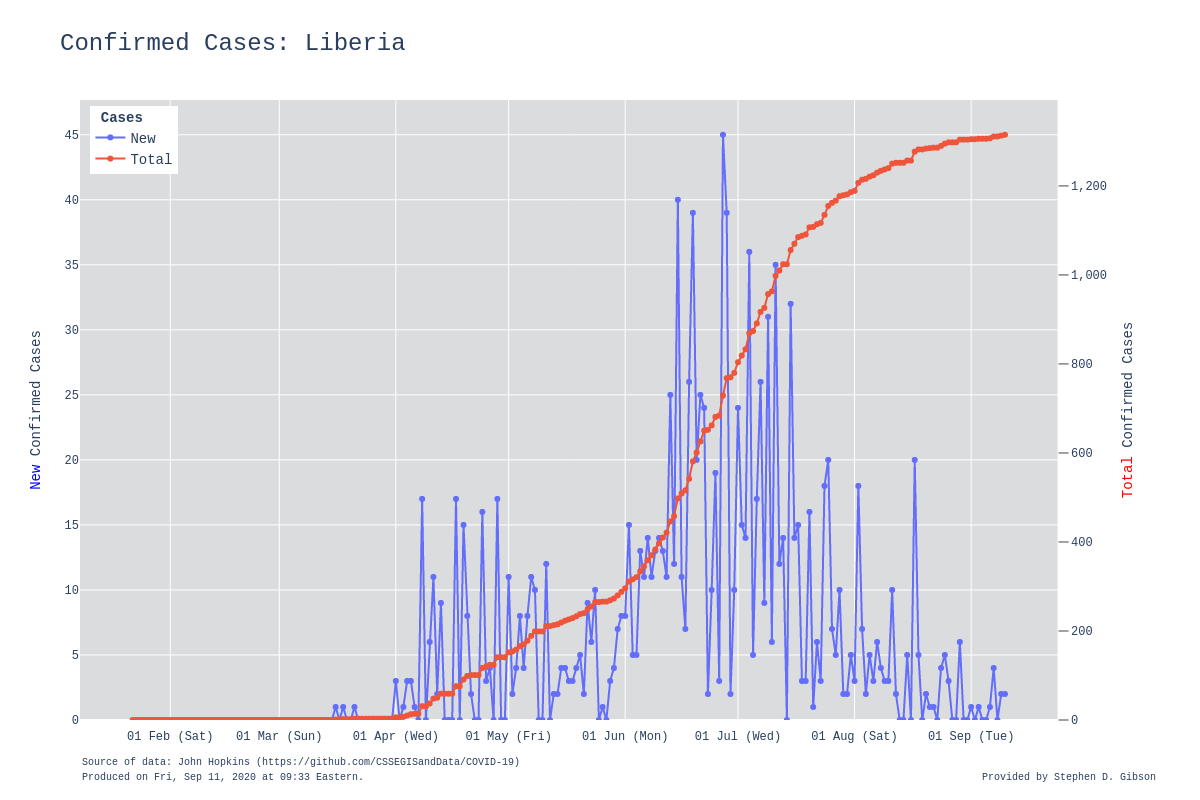 Confirmed Cases: Liberia
Cases
New
Total
45
40
35
30
25
20
15
10
5
0
New Confirmed Cases
1,200
1,000
800
600
400
200
0
Total Confirmed Cases
01 Feb (Sat) 01 Mar (Sun) 01 Apr (Wed) 01 May (Fri) 01 Jun (Mon) 01 Jul (Wed) 01 Aug (Sat) 01 Sep (Tue)
Source of data: John Hopkins (https://github.com/CSSEGISandData/COVID-19)
Produced on Fri, Sep 11, 2020 at 09:33 Eastern.
Provided by Stephen D. Gibson